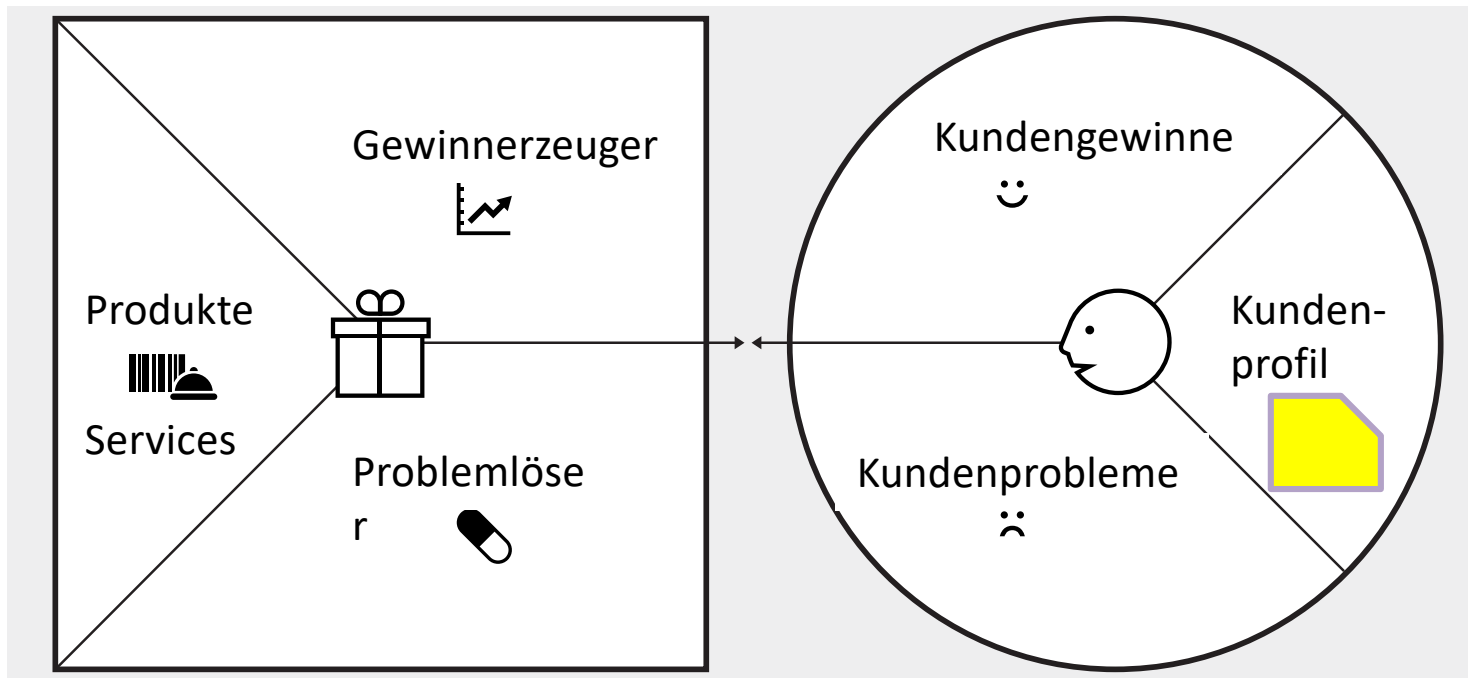 Gewinnerzeuger
Produkte
Services
Problemlöse
r
Kundengewinne
Kunden-
profil
Kundenprobleme